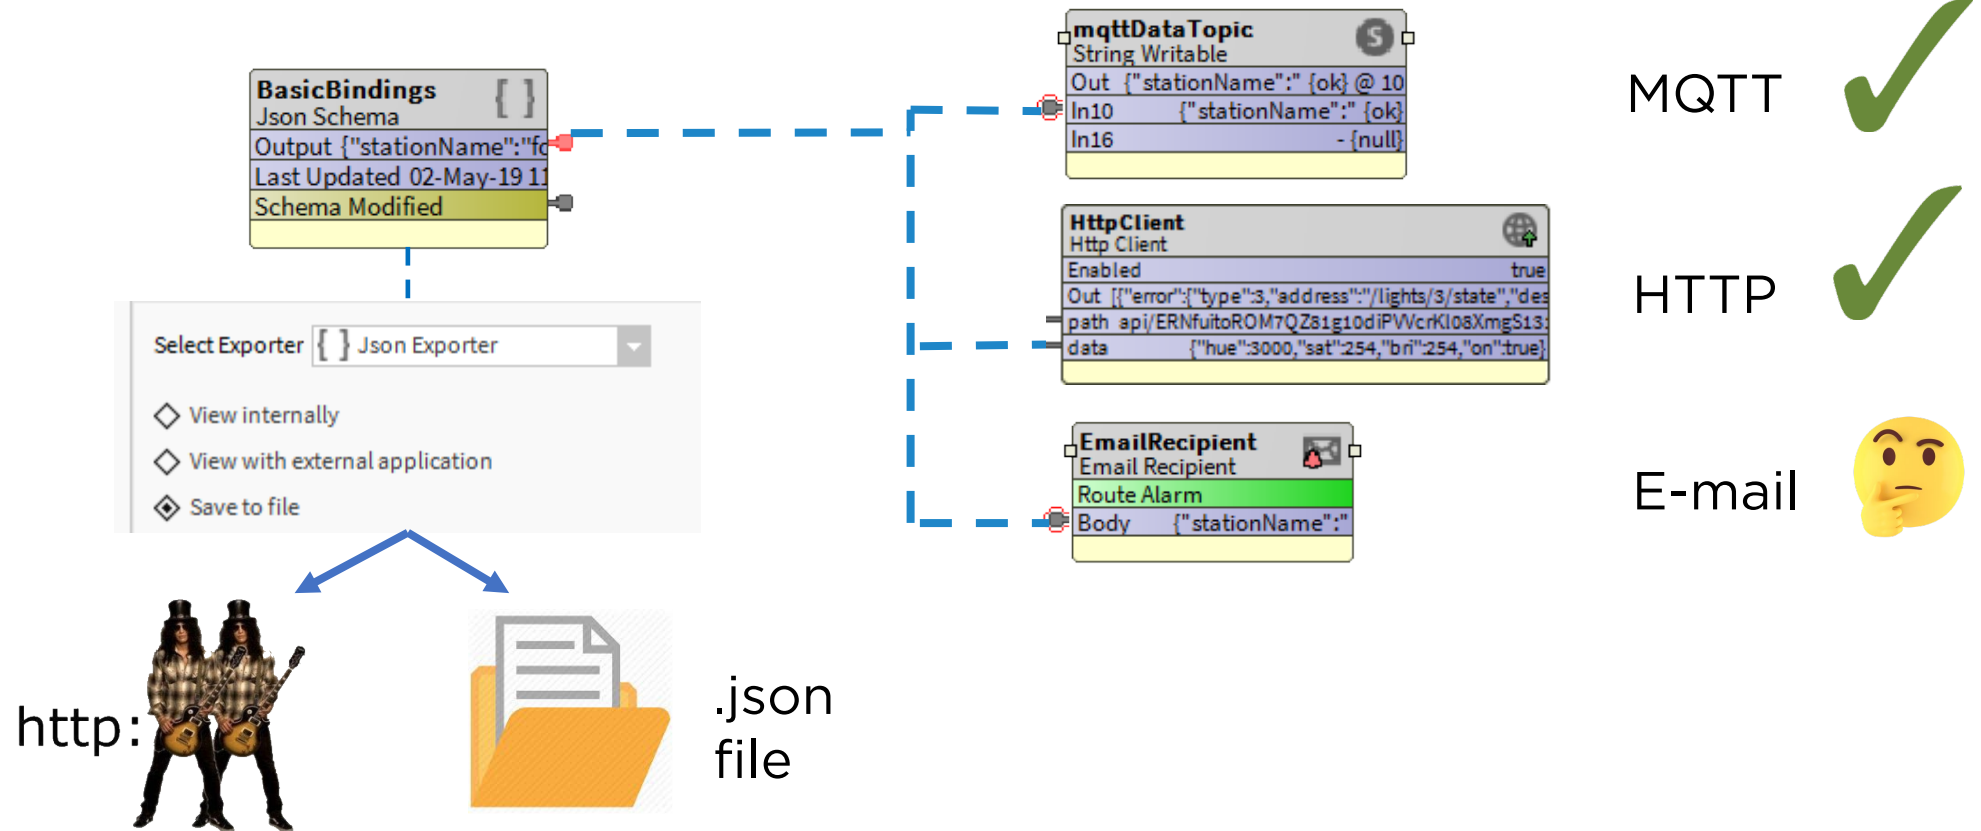 BasicBindings
Json Schema
Output {"stationName":"fo
Last Updated 02-May-19 11
Schema Modified
Select Exporter { } Json Exporter
View internally
View with external application
Save to file
http:
.json
file
mqttDataTopic
String Writable
Out {"stationName":" {ok} @ 10
In10 {"stationName":" {ok}
In16 - {null}
MQTT
HttpClient
Http Client
Enabled true
Out [{"error":{"type":3,"address":"/lights/3/state","des
path
data {"hue":3000,"sat":254,"bri":254,"on":true}
HTTP
EmailRecipient
Email Recipient
Route Alarm
Body {"stationName":"
E-mail